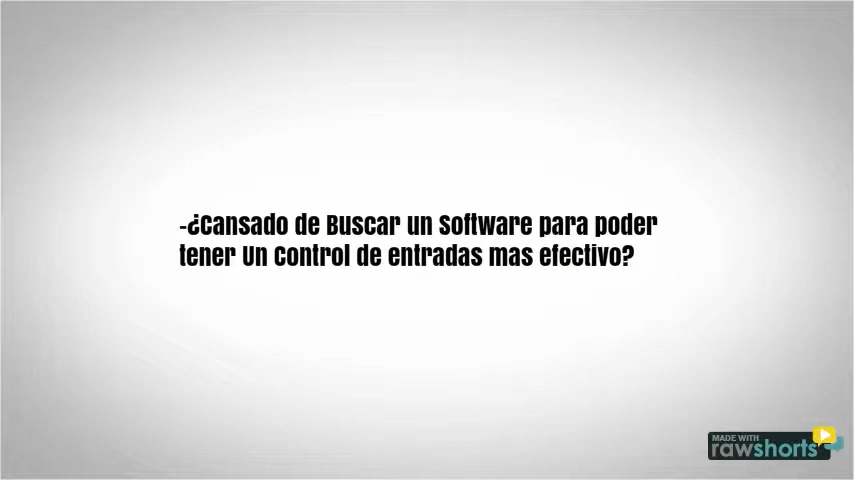 -¿Cansado de Buscar un Software para poder
tener Un Control de entradas mas efectivo?
MADE WITH
rawshorts